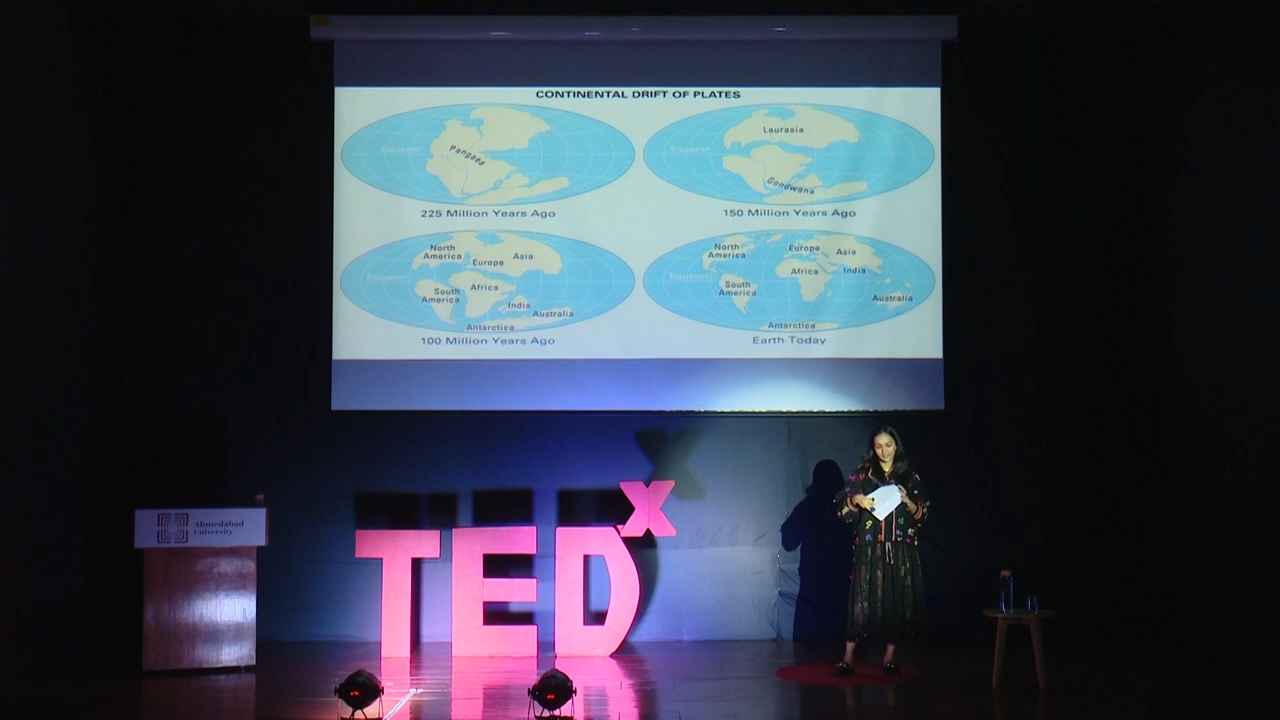 CONTINENTAL DRIFT OF PLATES
Equator
Pangaea
225 Million Years Ago
Laurasia
Equator
Gondwana
150 Million Years Ago
North
America
Europe
Asia
Equator
Africa
South
America
India
Australia
Antarctica
100 Million Years Ago
North
America
Europe
Asia
Equator
Africa
India
South
America
Australia
Antarctica
Earth Today
Ahmedabad
University
TEDx